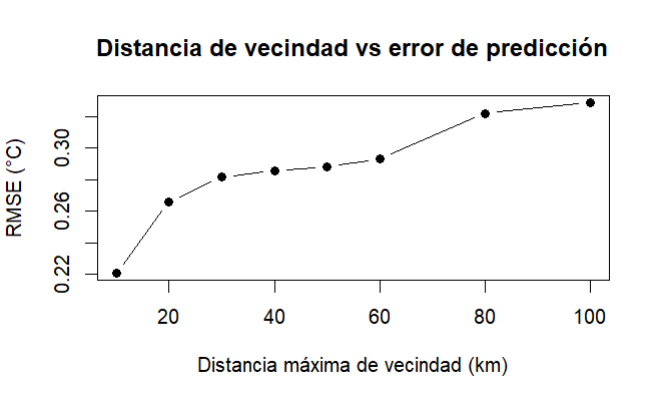 Distancia de vecindad vs error de predicción
RMSE (°C)
0.30
0.26
0.22
20 40 60 80 100
Distancia máxima de vecindad (km)